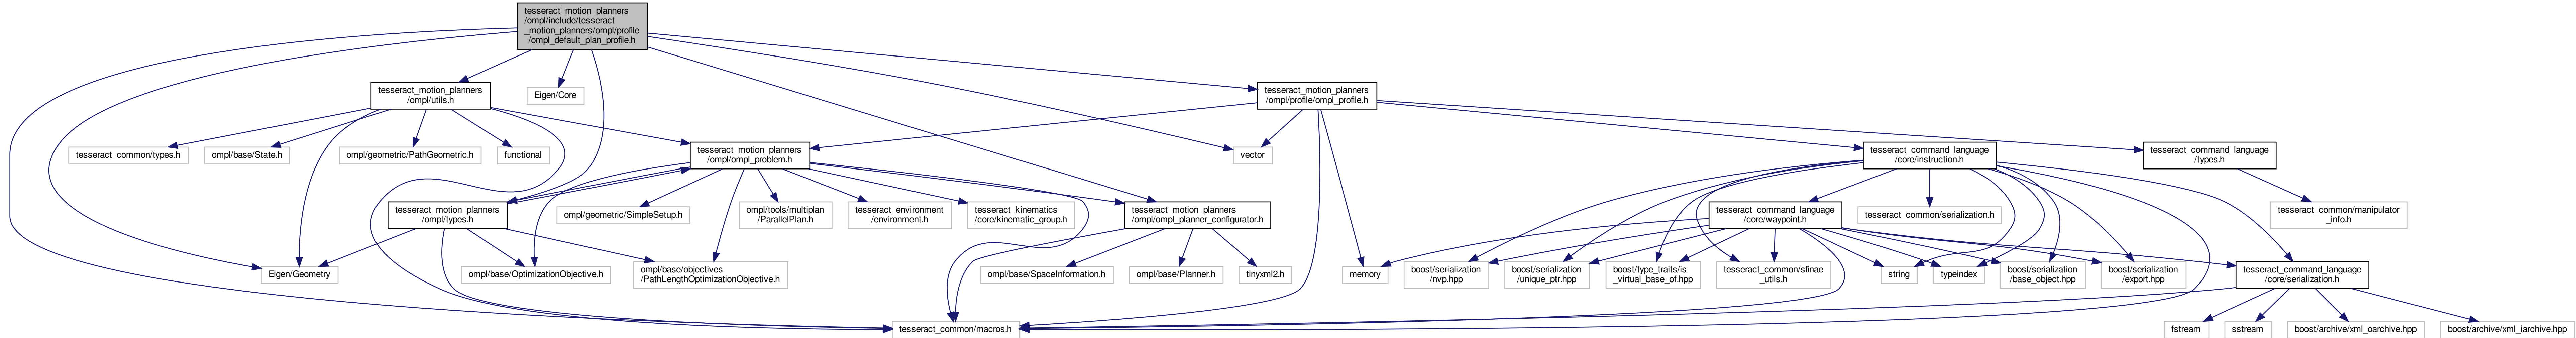 tesseract_motion_planners
/ompl/include/tesseract
_motion_planners/ompl/profile
/ompl_default_plan_profile.h
tesseract_motion_planners
/ompl/utils.h
Eigen/Core
tesseract_motion_planners
/ompl/profile/ompl_profile.h
tesseract_common/types.h
ompl/base/State.h
ompl/geometric/PathGeometric.h
functional
tesseract_motion_planners
/ompl/ompl_problem.h
vector
tesseract_command_language
/core/instruction.h
tesseract_command_language
/types.h
tesseract_motion_planners
/ompl/types.h
ompl/geometric/SimpleSetup.h
ompl/tools/multiplan
/ParallelPlan.h
tesseract_environment
/environment.h
tesseract_kinematics
/core/kinematic_group.h
tesseract_motion_planners
/ompl/ompl_planner_configurator.h
tesseract_command_language
/core/waypoint.h
tesseract_common/serialization.h
tesseract_common/manipulator
_info.h
Eigen/Geometry
ompl/base/OptimizationObjective.h
ompl/base/objectives
/PathLengthOptimizationObjective.h
ompl/base/SpaceInformation.h
ompl/base/Planner.h
tinyxml2.h
memory
boost/serialization
/nvp.hpp
boost/serialization
/unique_ptr.hpp
boost/type_traits/is
_virtual_base_of.hpp
tesseract_common/sfinae
_utils.h
string
typeindex
boost/serialization
/base_object.hpp
boost/serialization
/export.hpp
tesseract_command_language
/core/serialization.h
tesseract_common/macros.h
fstream
sstream
boost/archive/xml_oarchive.hpp
boost/archive/xml_iarchive.hpp